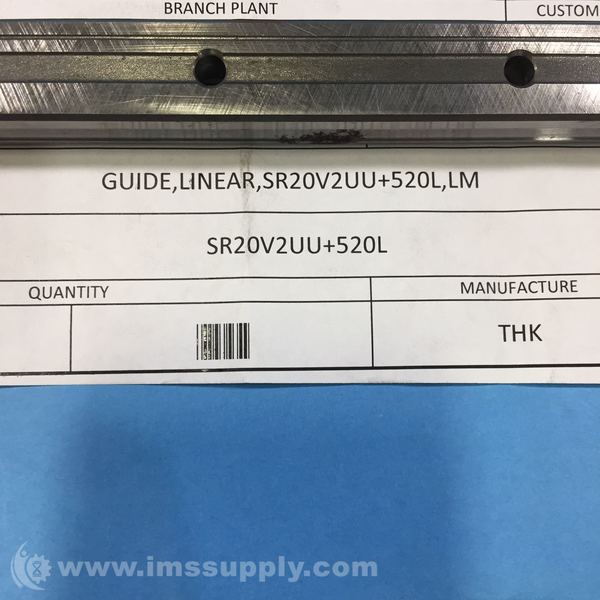 BRANCH PLANT
CUSTOM
GUIDE,LINEAR,SR20V2UU+520L,LM
SR20V2UU+520L
QUANTITY
MANUFACTURE
THK
www.imssupply.com